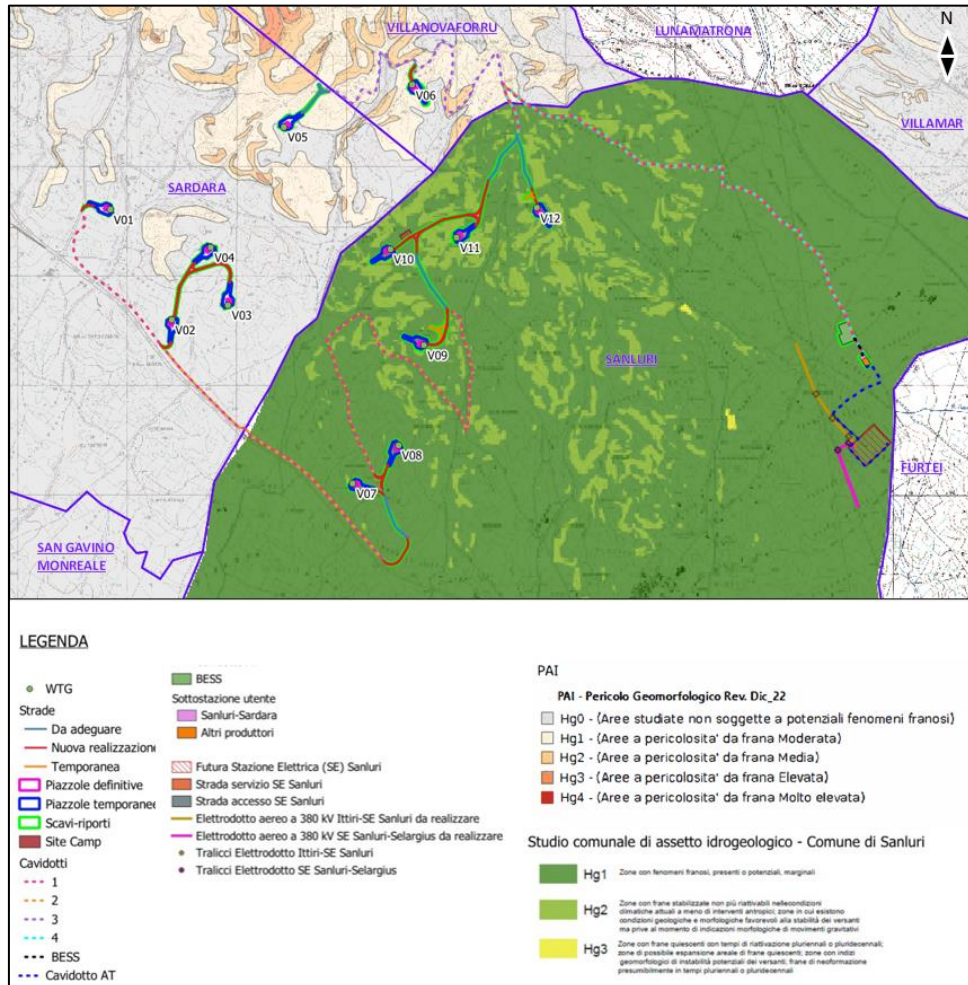 VILLANOVAFORRU
LUNAMATRONA
N
VILLAMAR
V06
V05
SARDARA
V01
V12
V11
V10
V04
V03
V02
V09
SANLURI
V08
V07
FURTEI
SAN GAVINO
MONREALE
LEGENDA
WTG
Strade
Da adeguare
Nuova realizzazione
Temporanea
Piazzole definitive
Piazzole temporanee
Scavi-riporti
Site Camp
Cavidotti
1
2
3
4
BESS
Cavidotto AT
BESS
Sottostazione utente
Sanluri-Sardara
Altri produttori
Futura Stazione Elettrica (SE) Sanluri
Strada servizio SE Sanluri
Strada accesso SE Sanluri
Elettrodotto aereo a 380 kV Ittiri-SE Sanluri da realizzare
Elettrodotto aereo a 380 kV SE Sanluri-Selargius da realizzare
Tralicci Elettrodotto Ittiri-SE Sanluri
Tralicci Elettrodotto SE Sanluri-Selargius
PAI
PAI - Pericolo Geomorfologico Rev. Dic_22
Hg0 - (Aree studiate non soggette a potenziali fenomeni franosi)
Hg1 - (Aree a pericolosita' da frana Moderata)
Hg2 - (Aree a pericolosita' da frana Media)
Hg3 - (Aree a pericolosita' da frana Elevata)
Hg4 - (Aree a pericolosita' da frana Molto elevata)
Studio comunale di assetto idrogeologico - Comune di Sanluri
Hg1 Zone con fenomeni franosi, presenti o potenziali, marginali
Hg2 Zone con frane stabilizzate non più riattivabili nellecondizioni
climatiche attuali a meno di interventi antropici; zone in cui esistono
condizioni geologiche e morfologiche favorevoli alla stabilità dei versanti
ma prive al momento di indicazioni morfologiche di movimenti gravitativi
Hg3 Zone con frane quiescenti con tempi di riattivazione pluriennali o pluridecennali;
zone di possibile espansione areale di frane quiescenti; zone con indizi
geomorfologici di instabilità potenziali dei versanti; frane di neoformazione
presumibilmente in tempi pluriennali o pluridecennali